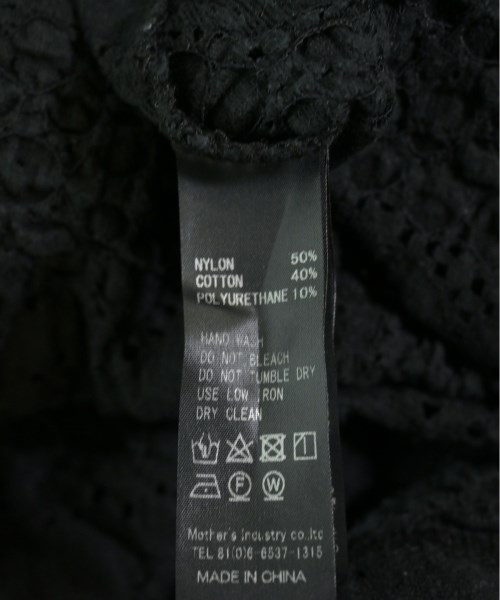 NYLON 50%
COTTON 40%
POLYURETHANE 10%
HAND WASH
DO NOT BLEACH
DO NOT TUMBLE DRY
USE LOW IRON
DRY CLEAN
F W
Mother's Industry co.,ltd
TEL 81(0)6-6537-1315
MADE IN CHINA